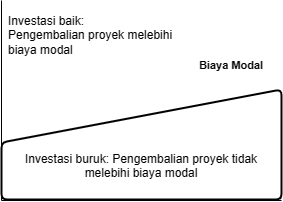 Investasi baik:
Pengembalian proyek melebihi
biaya modal
Biaya Modal
Investasi buruk: Pengembalian proyek tidak
melebihi biaya modal